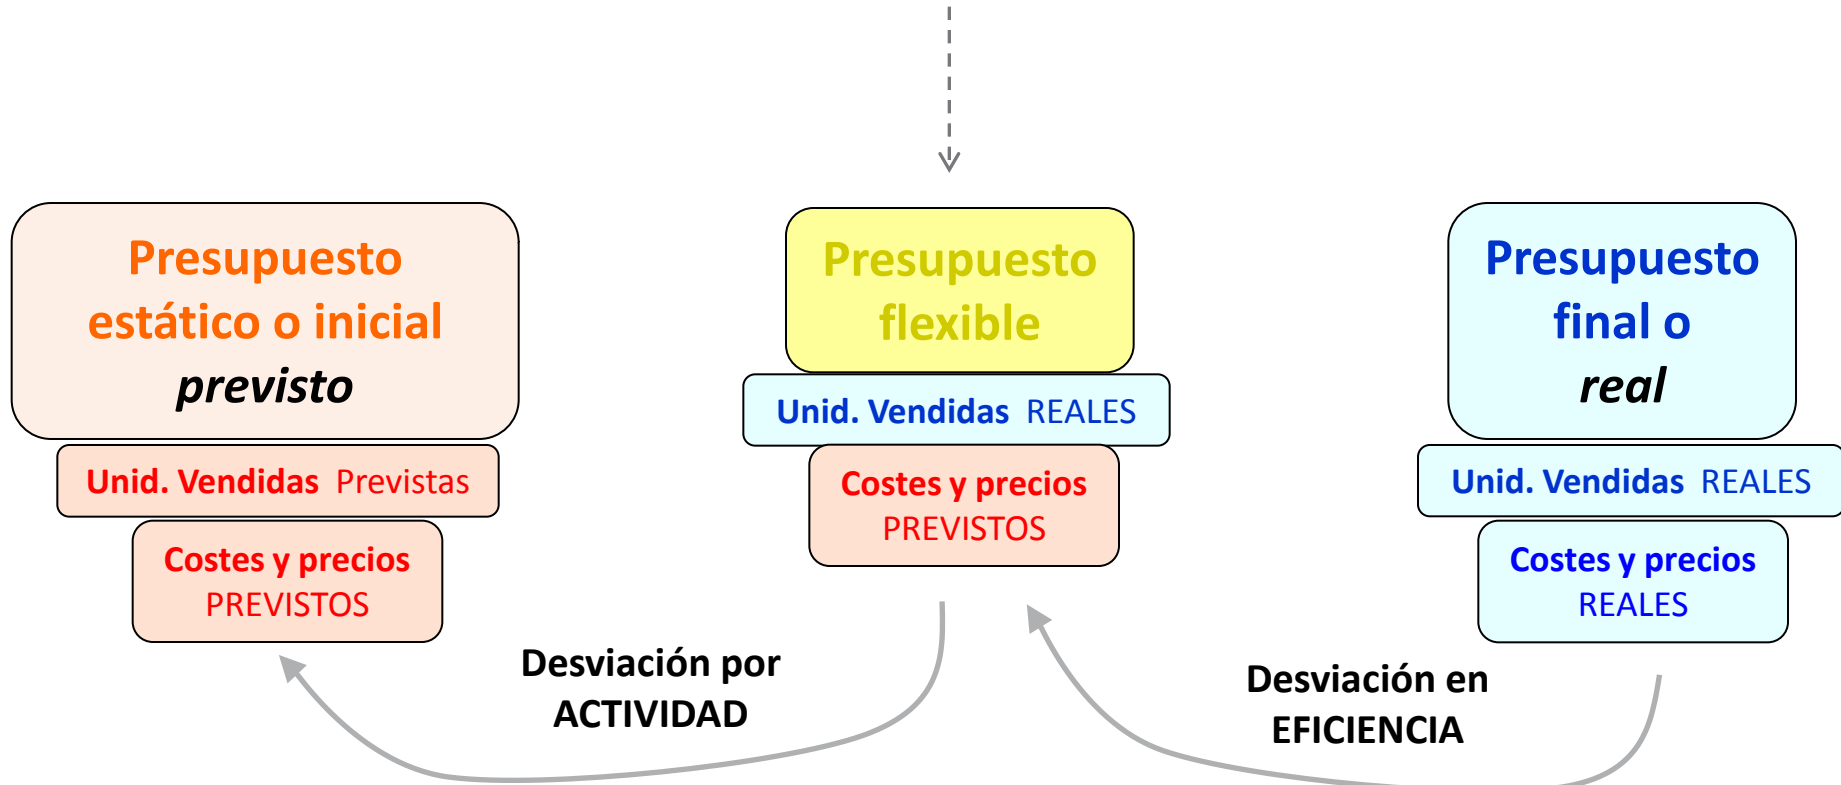 Presupuesto
estático o inicial
previsto
Unid. Vendidas Previstas
Costes y precios
PREVISTOS
Presupuesto
flexible
Unid. Vendidas REALES
Costes y precios
PREVISTOS
Presupuesto
final o
real
Unid. Vendidas REALES
Costes y precios
REALES
Desviación por
ACTIVIDAD
Desviación en
EFICIENCIA